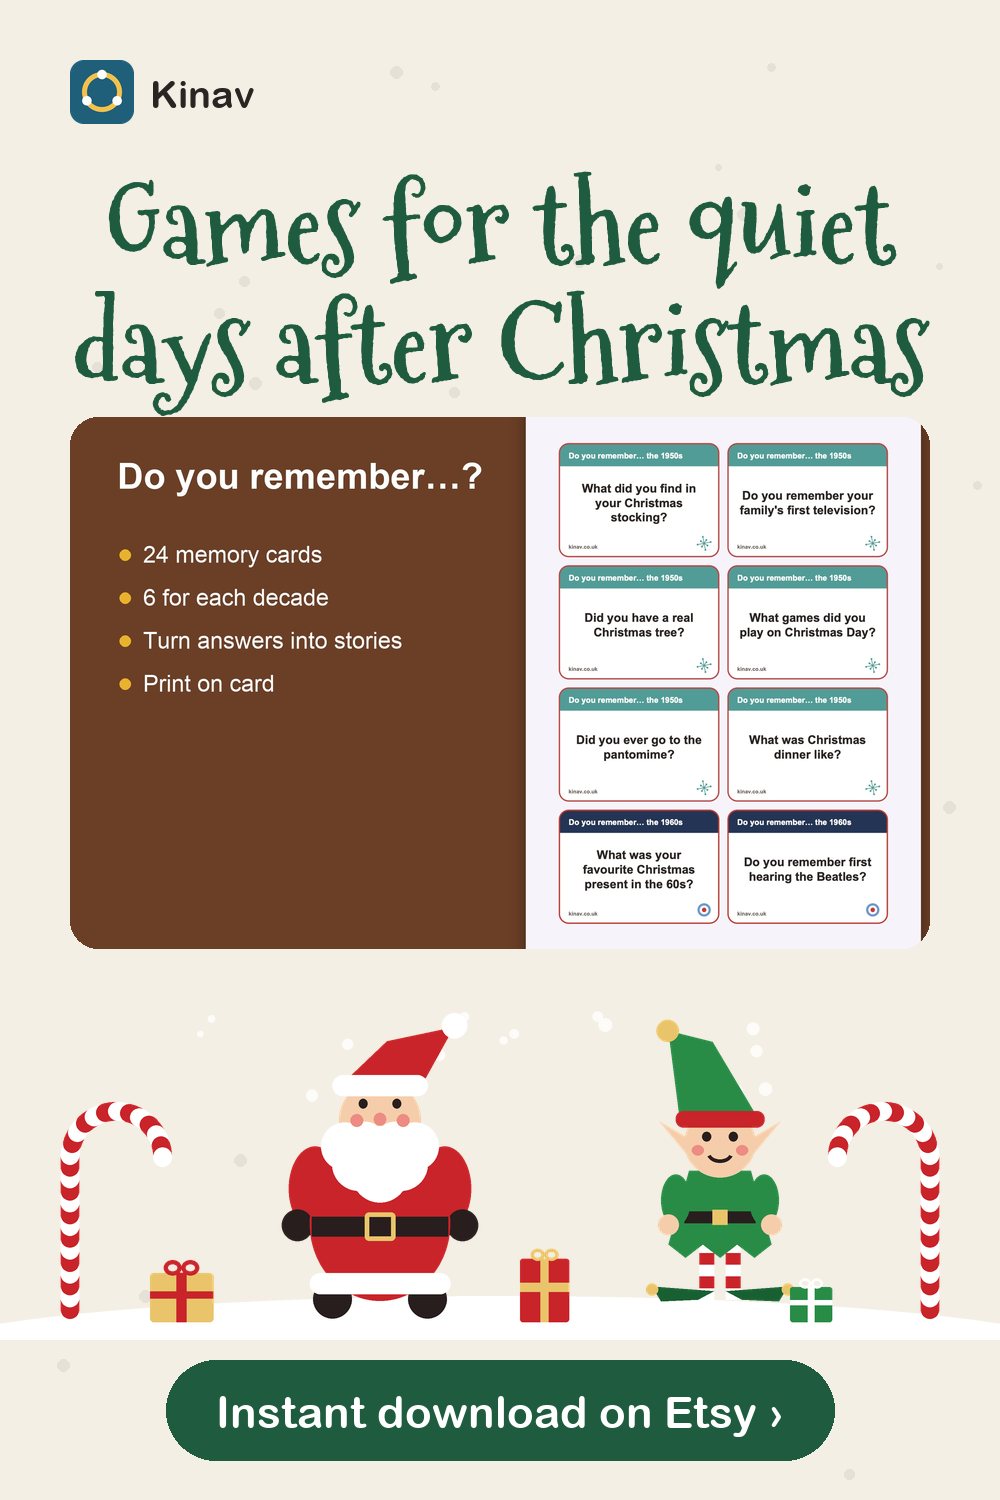 Kinav
Games for the quiet
days after Christmas
Do you remember...?
24 memory cards
6 for each decade
Turn answers into stories
Print on card
Do you remember... the 1950s
What did you find in
your Christmas
stocking?
kinav.co.uk
Do you remember... the 1950s
Do you remember your
family's first television?
kinav.co.uk
Do you remember... the 1950s
Did you have a real
Christmas tree?
kinav.co.uk
Do you remember... the 1950s
What games did you
play on Christmas Day?
kinav.co.uk
Do you remember... the 1950s
Did you ever go to the
pantomime?
kinav.co.uk
Do you remember... the 1950s
What was Christmas
dinner like?
kinav.co.uk
Do you remember... the 1960s
What was your
favourite Christmas
present in the 60s?
kinav.co.uk
Do you remember... the 1960s
Do you remember first
hearing the Beatles?
kinav.co.uk
Instant download on Etsy ›